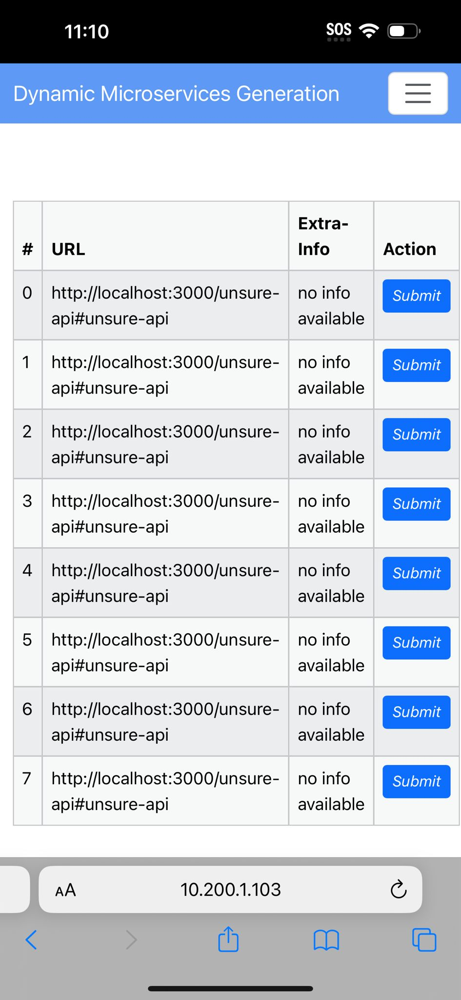 11:10
SOS
Dynamic Microservices Generation
Extra-
# URL Info Action
0 http://localhost:3000/unsure- no info Submit
api#unsure-api available
1 http://localhost:3000/unsure- no info Submit
api#unsure-api available
2 http://localhost:3000/unsure- no info Submit
api#unsure-api available
3 http://localhost:3000/unsure- no info Submit
api#unsure-api available
4 http://localhost:3000/unsure- no info Submit
api#unsure-api available
5 http://localhost:3000/unsure- no info Submit
api#unsure-api available
6 http://localhost:3000/unsure- no info Submit
api#unsure-api available
7 http://localhost:3000/unsure- no info Submit
api#unsure-api available
AA 10.200.1.103